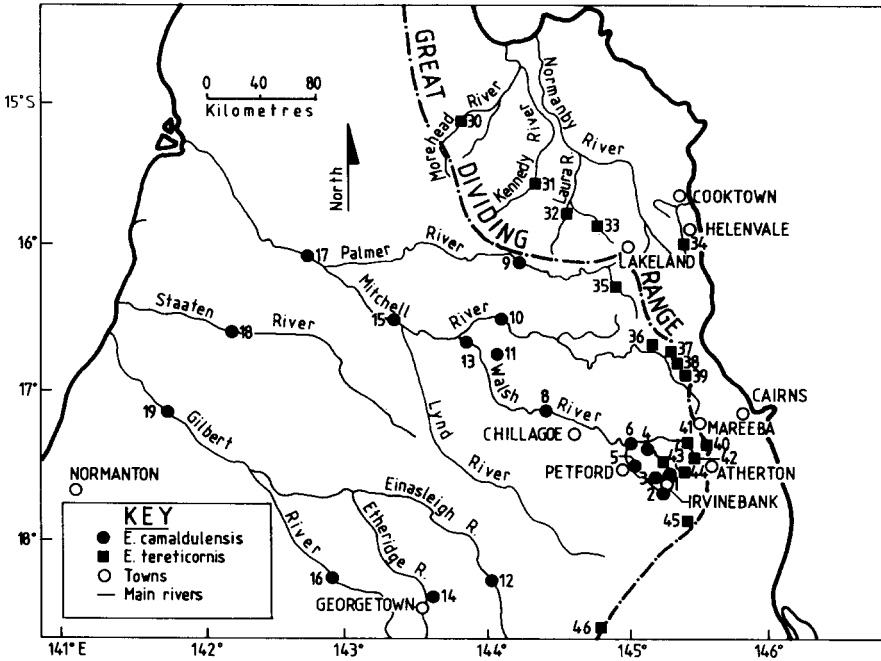 GREAT
DIVIDING
RANGE
0 40 80
Kilometres
North
15°S
16°
17°
18°
Morehead River
30
Kennedy River
31
Normanby River
Laura R.
32
33
COOKTOWN
HELENVALE
34
LAKELAND
17
Palmer River
9
35
Mitchell River
15
10
Staaten River
18
13
11
Walsh River
36
37
38
39
19
8
CAIRNS
Gilbert River
Lynd River
CHILLAGOE
MAREEBA
6
4
7
41
40
5
43
42
PETFORD
3
1
44
ATHERTON
2
IRVINEBANK
NORMANTON
Einasleigh R.
Etheridge R.
45
16
14
12
GEORGETOWN
46
KEY
E. camaldulensis
E. tereticornis
Towns
Main rivers
141°E 142° 143° 144° 145° 146°